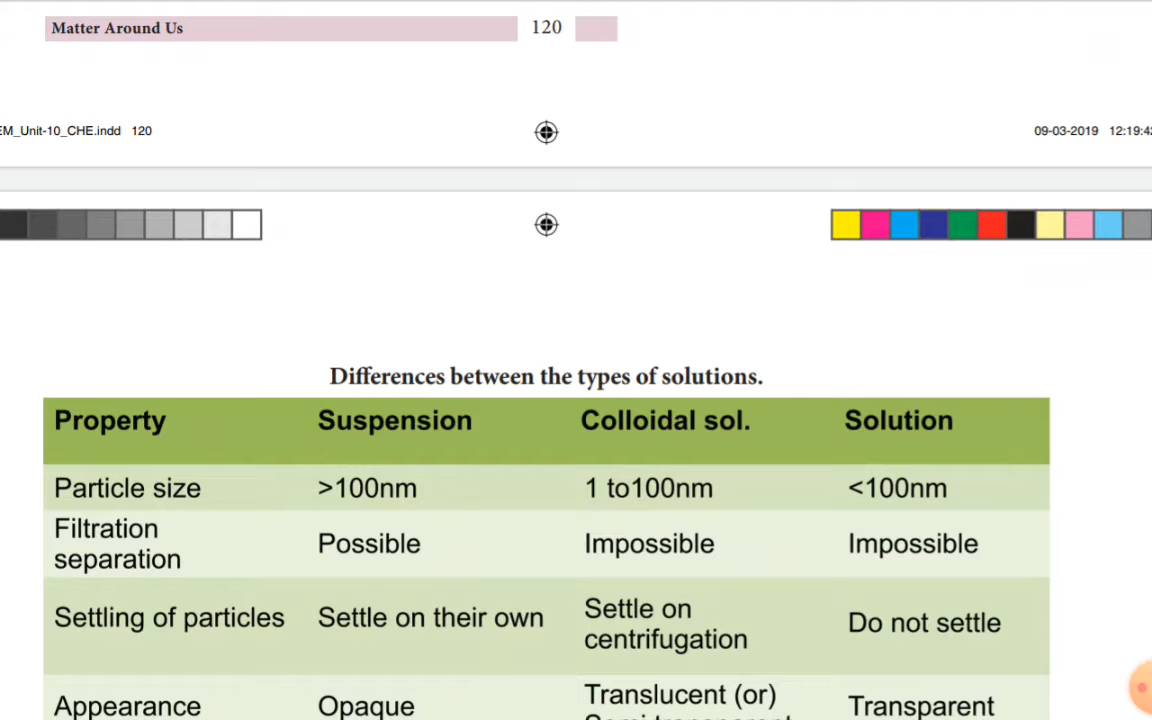 Matter Around Us 120
EM_Unit-10_CHE.indd 120 09-03-2019 12:19:42
Differences between the types of solutions.
Property Suspension Colloidal sol. Solution
Particle size >100nm 1 to100nm <100nm
Filtration separation Possible Impossible Impossible
Settling of particles Settle on their own Settle on centrifugation Do not settle
Appearance Opaque Translucent (or) Transparent